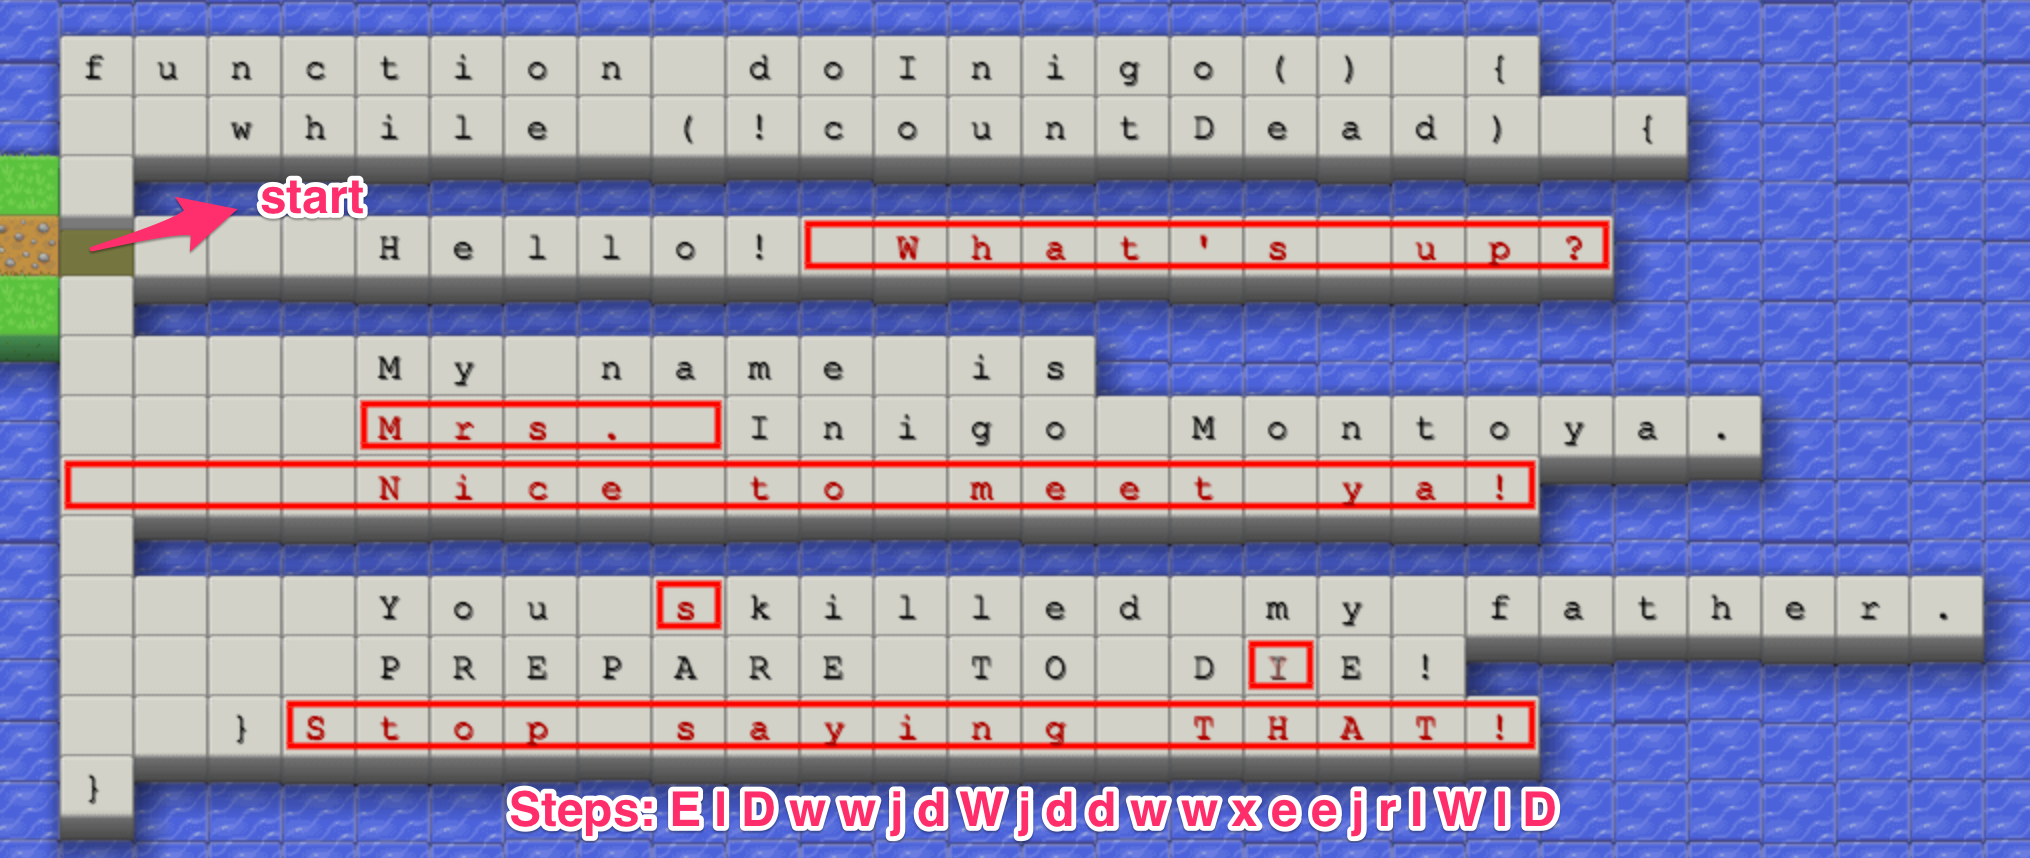 function doInigo() {
while (!countDead) {
start
Hello! What's up?
My name is
Mrs. Inigo Montoya.
Nice to meet ya!
You skilled my father.
PREPARE TO DIE!
}Stop saying THAT!
}
Steps: E l D w w j d W j d d w w x e e j r I W l D